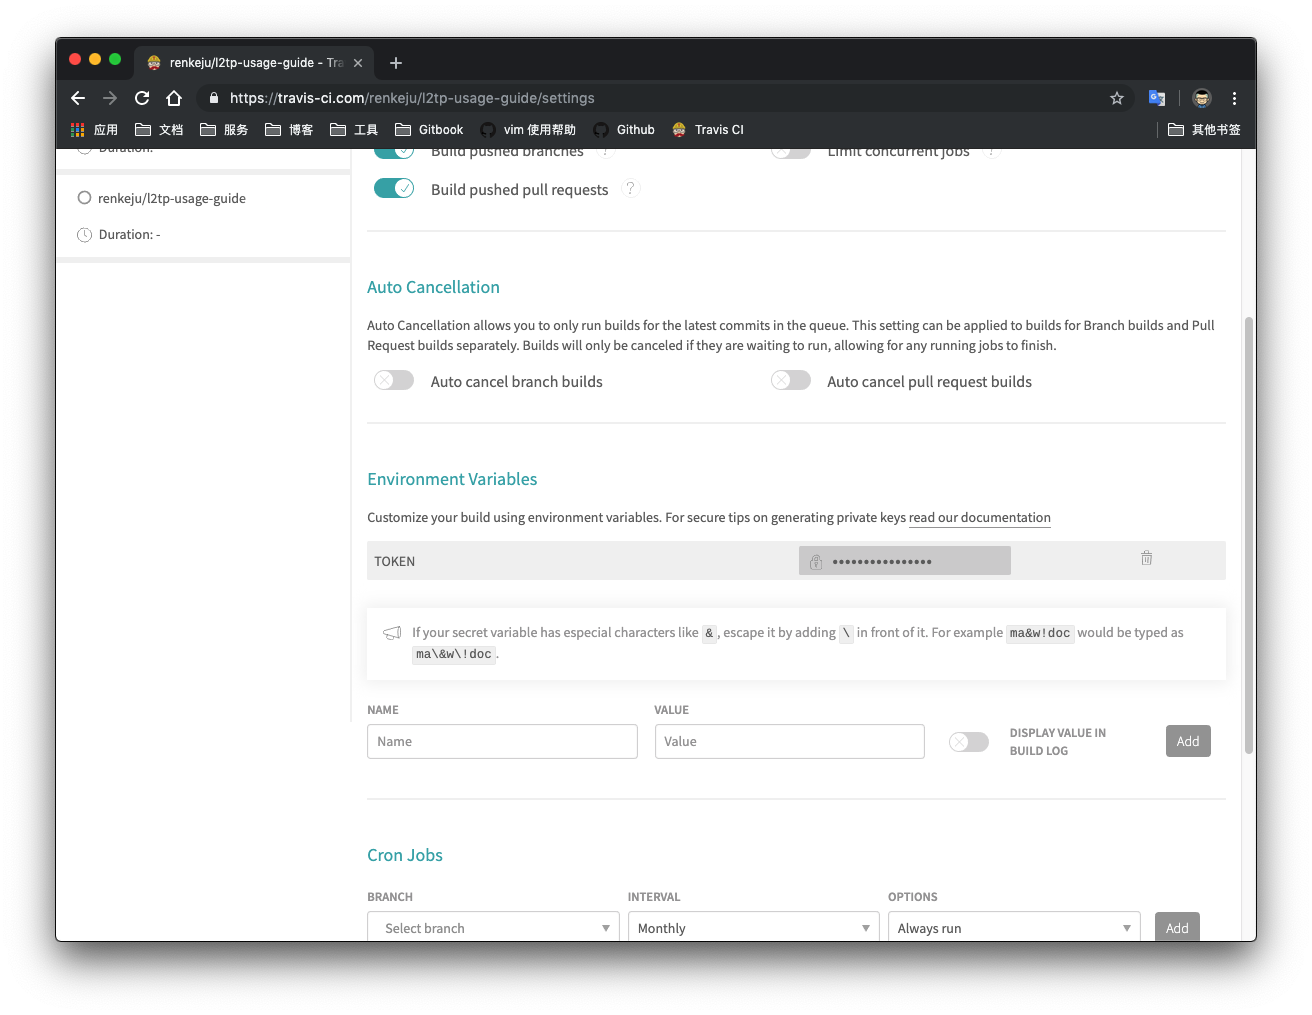 renkeju/l2tp-usage-guide - Tra
https://travis-ci.com/renkeju/l2tp-usage-guide/settings
应用 文档 服务 博客 工具 Gitbook vim 使用帮助 Github Travis CI 其他书签
Duration:
Build pushed branches ? Limit concurrent jobs ?
renkeju/l2tp-usage-guide
Build pushed pull requests ?
Duration: -
Auto Cancellation
Auto Cancellation allows you to only run builds for the latest commits in the queue. This setting can be applied to builds for Branch builds and Pull
Request builds separately. Builds will only be canceled if they are waiting to run, allowing for any running jobs to finish.
Auto cancel branch builds Auto cancel pull request builds
Environment Variables
Customize your build using environment variables. For secure tips on generating private keys read our documentation
TOKEN ••••••••••••••••
If your secret variable has especial characters like &, escape it by adding \ in front of it. For example ma&w!doc would be typed as
ma\&w\!doc.
NAME VALUE
Name Value DISPLAY VALUE IN
BUILD LOG Add
Cron Jobs
BRANCH INTERVAL OPTIONS
Select branch Monthly Always run Add